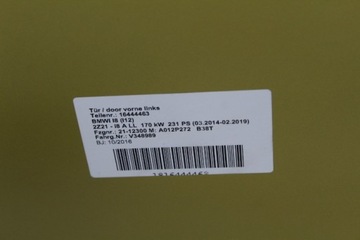 Tür / door vorne links
Teilenr.: 16444463
BMWI I8 (I12)
2Z21 - I8 A LL 170 kW 231 PS (03.2014-02.2019)
Fzgnr.: 21-12300 M: A012P272 B38T
Fahrg.Nr.: V348989
BJ: 10/2016